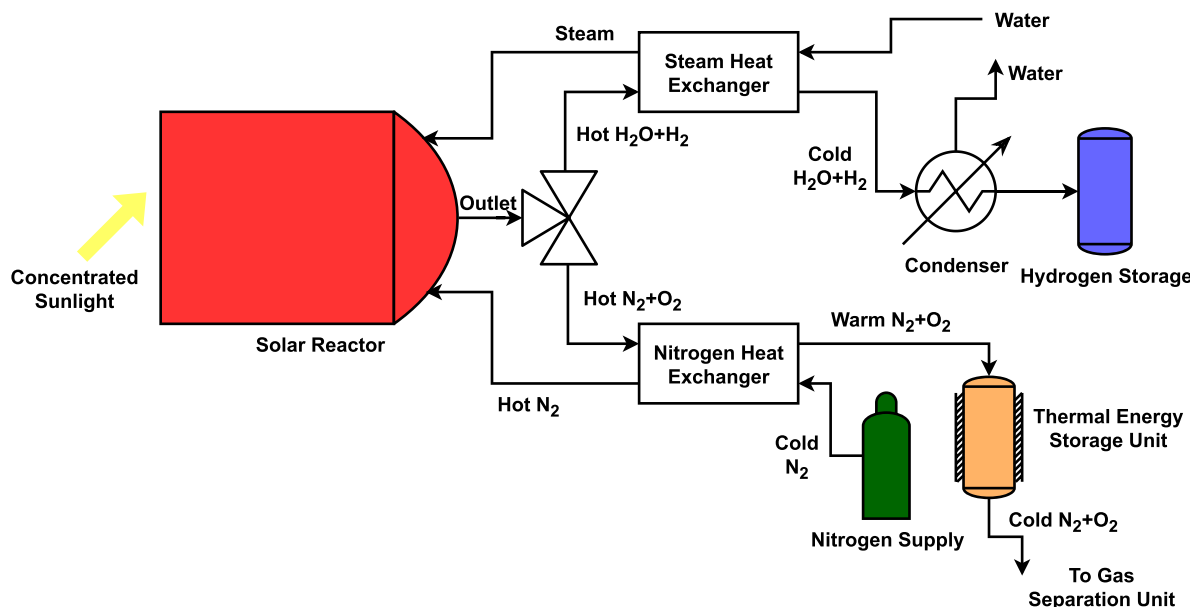 Water
Steam
Steam Heat
Exchanger
Water
Hot H₂O+H₂
Cold
H₂O+H₂
Outlet
Concentrated
Sunlight
Condenser
Hydrogen Storage
Hot N₂+O₂
Solar Reactor
Warm N₂+O₂
Nitrogen Heat
Exchanger
Hot N₂
Thermal Energy
Storage Unit
Cold
N₂
Nitrogen Supply
Cold N₂+O₂
To Gas
Separation Unit